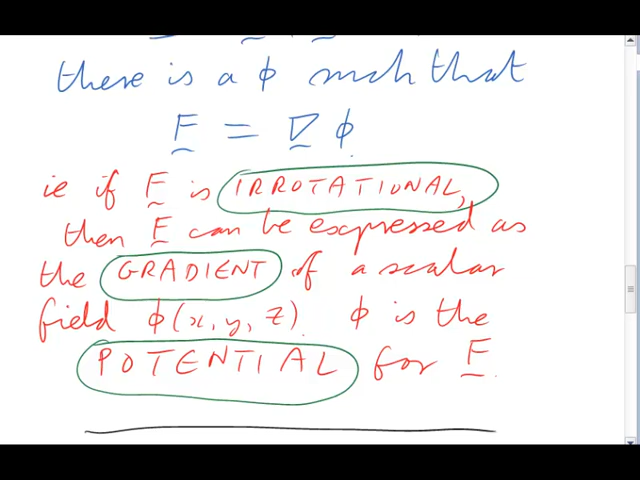 there is a ϕ such that
F = ∇ ϕ
ie if F is IRROTATIONAL,
then F can be expressed as
the GRADIENT of a scalar
field ϕ(x, y, z). ϕ is the
POTENTIAL for F.